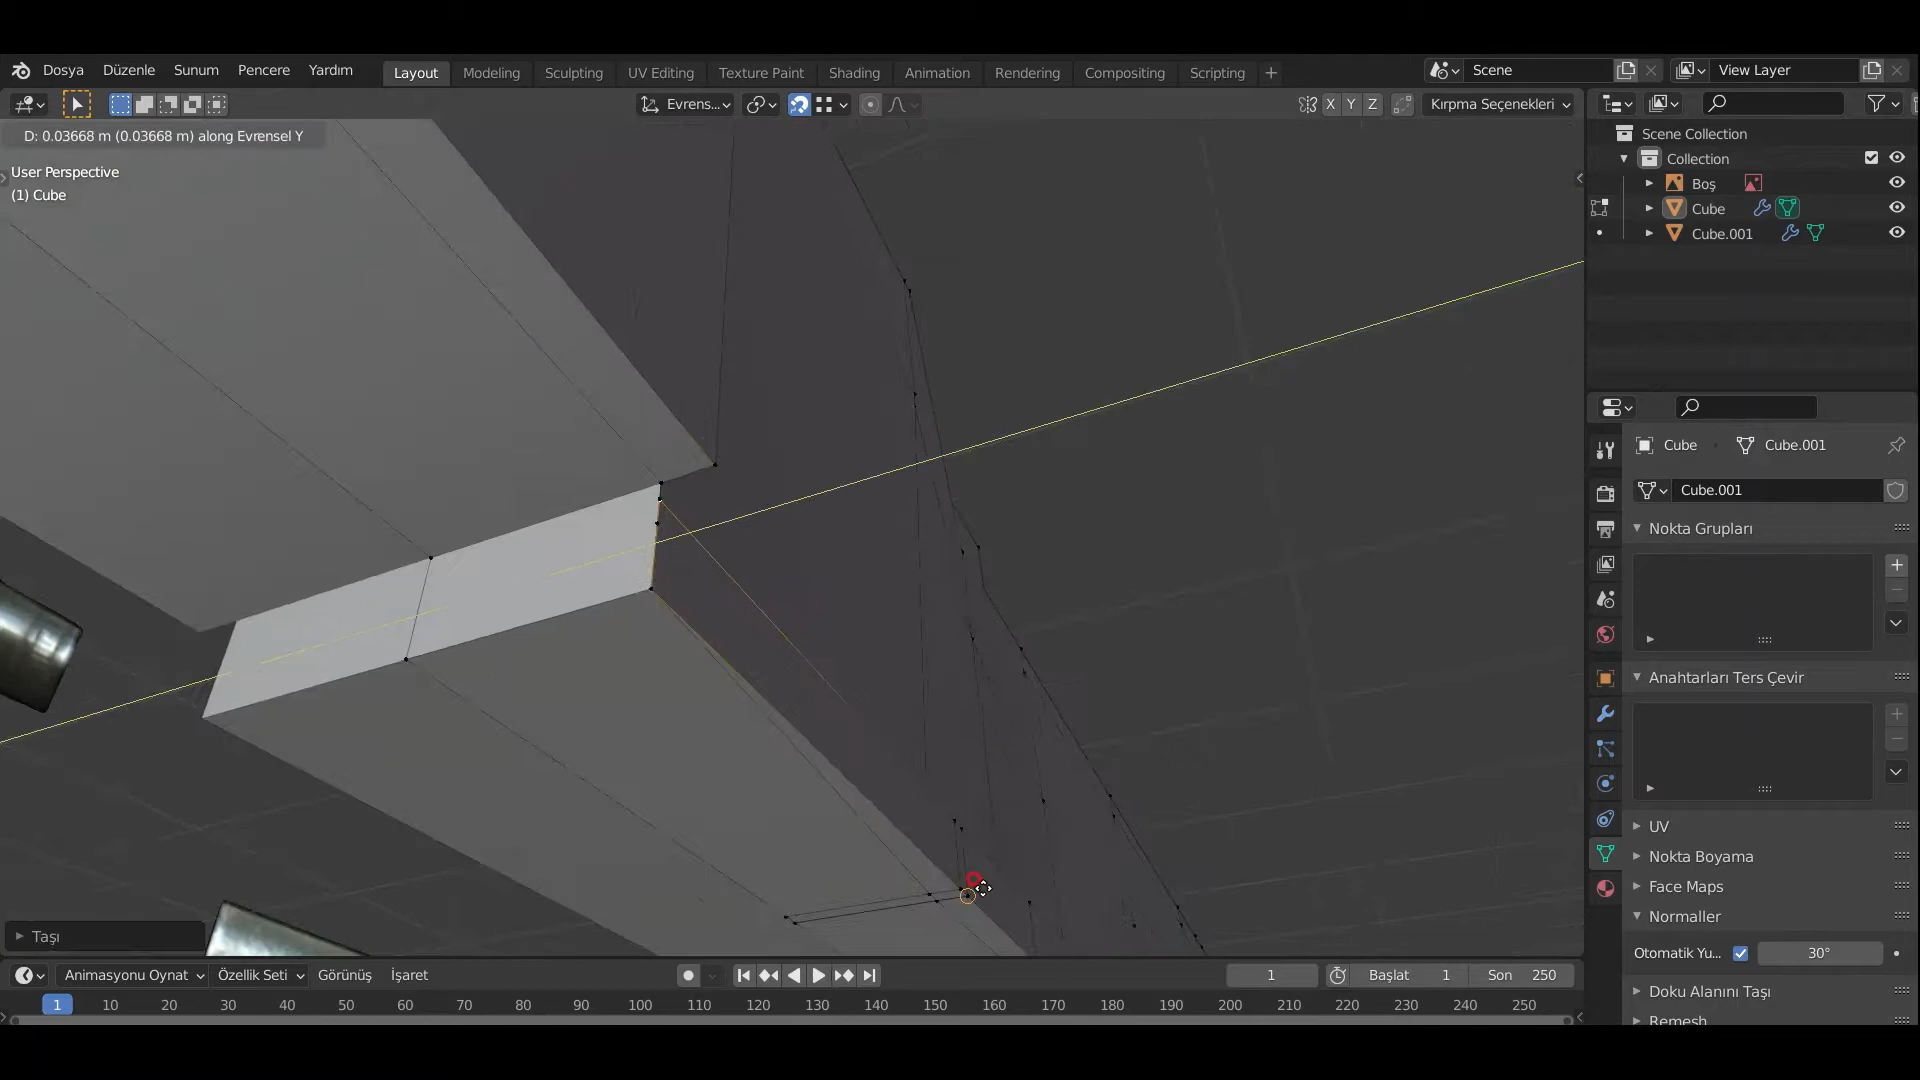 Dosya Düzenle Sunum Pencere Yardım Layout Modeling Sculpting UV Editing Texture Paint Shading Animation Rendering Compositing Scripting + Scene View Layer
Evrens... X Y Z Kırpma Seçenekleri
D: 0.03668 m (0.03668 m) along Evrensel Y
User Perspective
(1) Cube
Scene Collection
Collection
Boş
Cube
Cube.001
Cube Cube.001
Cube.001
Nokta Grupları
Anahtarları Ters Çevir
UV
Nokta Boyama
Face Maps
Normaller
Otomatik Yu... 30°
Doku Alanını Taşı
Remesh
Taşı
Animasyonu Oynat Özellik Seti Görünüş İşaret 1 Başlat 1 Son 250
1 10 20 30 40 50 60 70 80 90 100 110 120 130 140 150 160 170 180 190 200 210 220 230 240 250